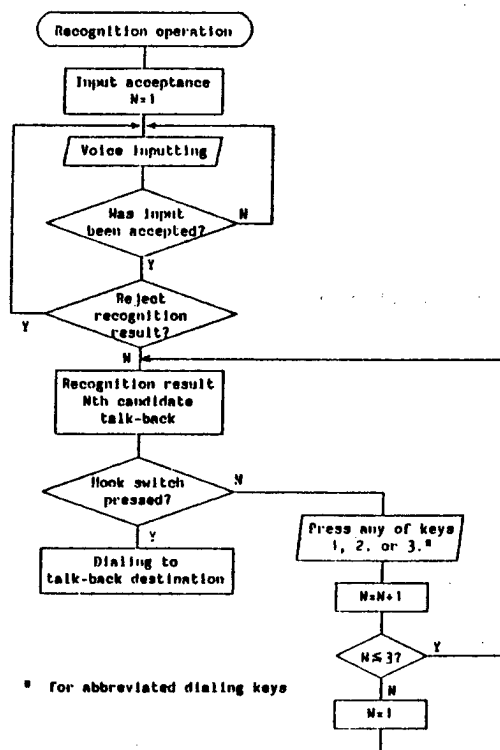 Recognition operation
Input acceptance
N=1
Voice inputting
Was input
been accepted?
N
Y
Reject
recognition
result?
Y
N
Recognition result
Nth candidate
talk-back
Hook switch
pressed?
N
Y
Press any of keys
1, 2, or 3.*
Dialing to
talk-back destination
N=N+1
N≦3?
Y
N
* for abbreviated dialing keys
N=1